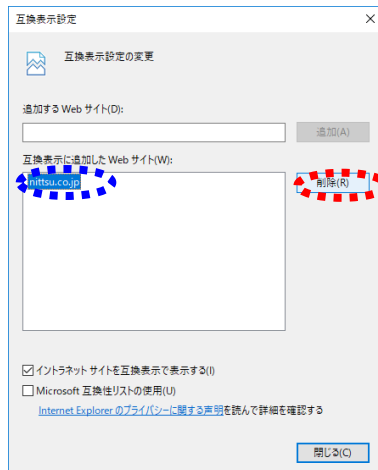 互換表示設定
互換表示設定の変更
追加する Web サイト(D):
追加(A)
互換表示に追加した Web サイト(W):
nittsu.co.jp
削除(R)
イントラネット サイトを互換表示で表示する(I)
Microsoft 互換性リストの使用(U)
Internet Explorer のプライバシーに関する声明を読んで詳細を確認する
閉じる(C)